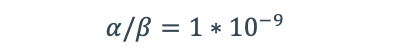 α/β = 1 * 10⁻⁹